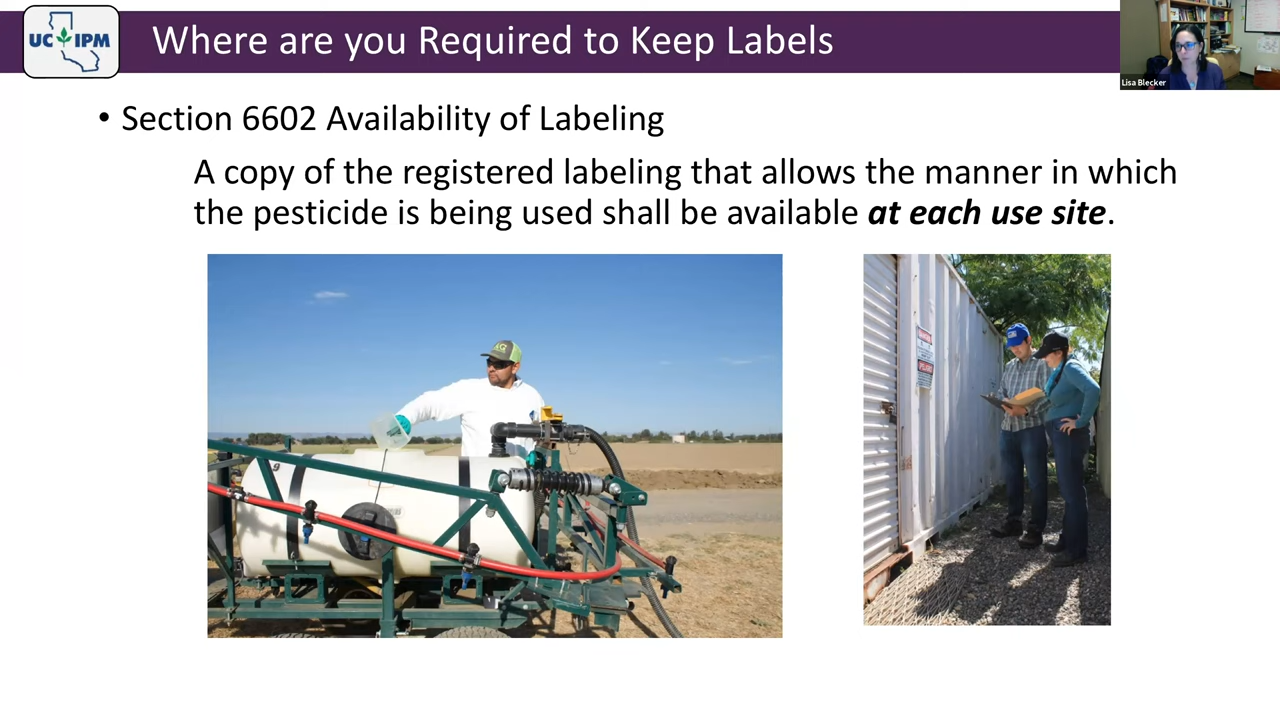 UC IPM
Where are you Required to Keep Labels
Lisa Blecker
• Section 6602 Availability of Labeling
A copy of the registered labeling that allows the manner in which
the pesticide is being used shall be available at each use site.